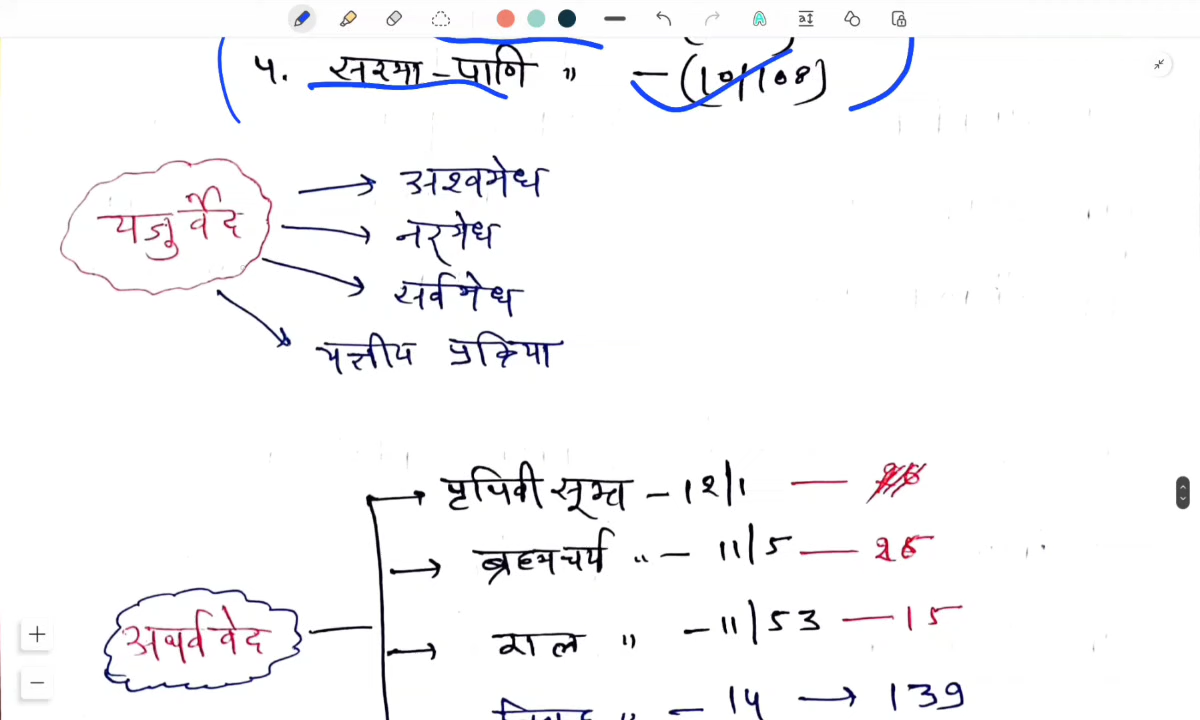 ५. सरमा - पाणि " - (10/108)
यजुर्वेद
→ अश्वमेध
→ नरमेध
→ सर्वमेध
→ यज्ञीय प्रक्रिया
→ पृथिवी सूक्त - 12/1 —
→ ब्रह्मचर्य " - 11/5 — 26
अथर्ववेद
→ " - 11/53 — 15
" - 14 → 139